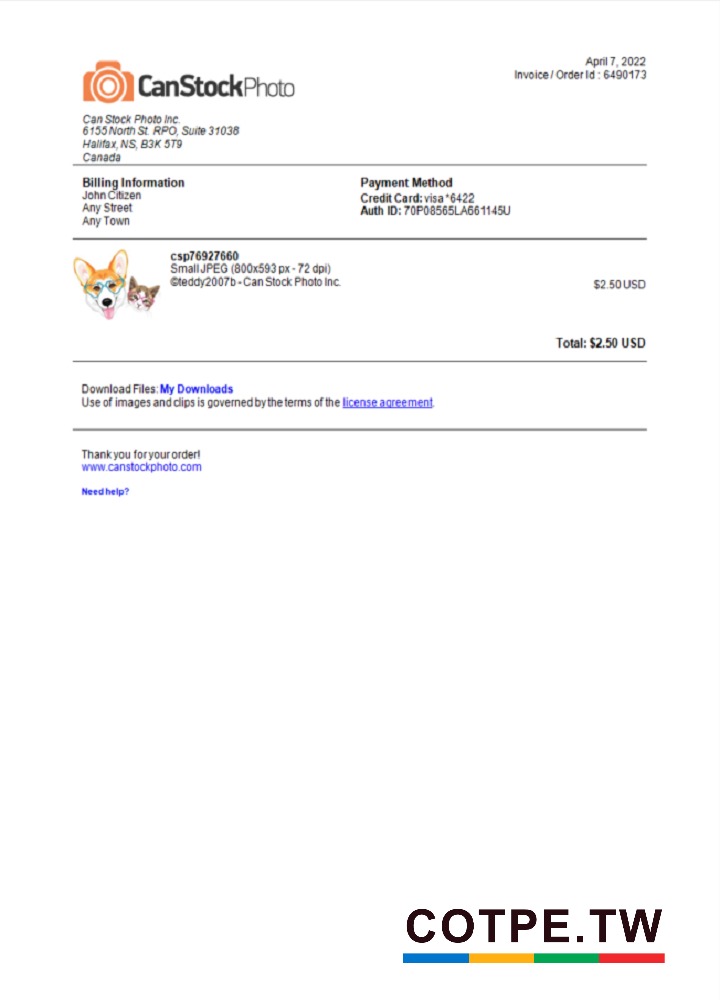 April 7, 2022
Invoice / Order Id : 6490173
CanStockPhoto
Can Stock Photo Inc.
6155 North St. RPO, Suite 31038
Halifax, NS, B3K 5T9
Canada
Billing Information
John Citizen
Any Street
Any Town
Payment Method
Credit Card: visa *6422
Auth ID: 70P08565LA661145U
csp76927660
Small JPEG (800x593 px - 72 dpi)
©teddy2007b - Can Stock Photo Inc.
$2.50 USD
Total: $2.50 USD
Download Files: My Downloads
Use of images and clips is governed by the terms of the license agreement.
Thank you for your order!
www.canstockphoto.com
Need help?
COTPE.TW